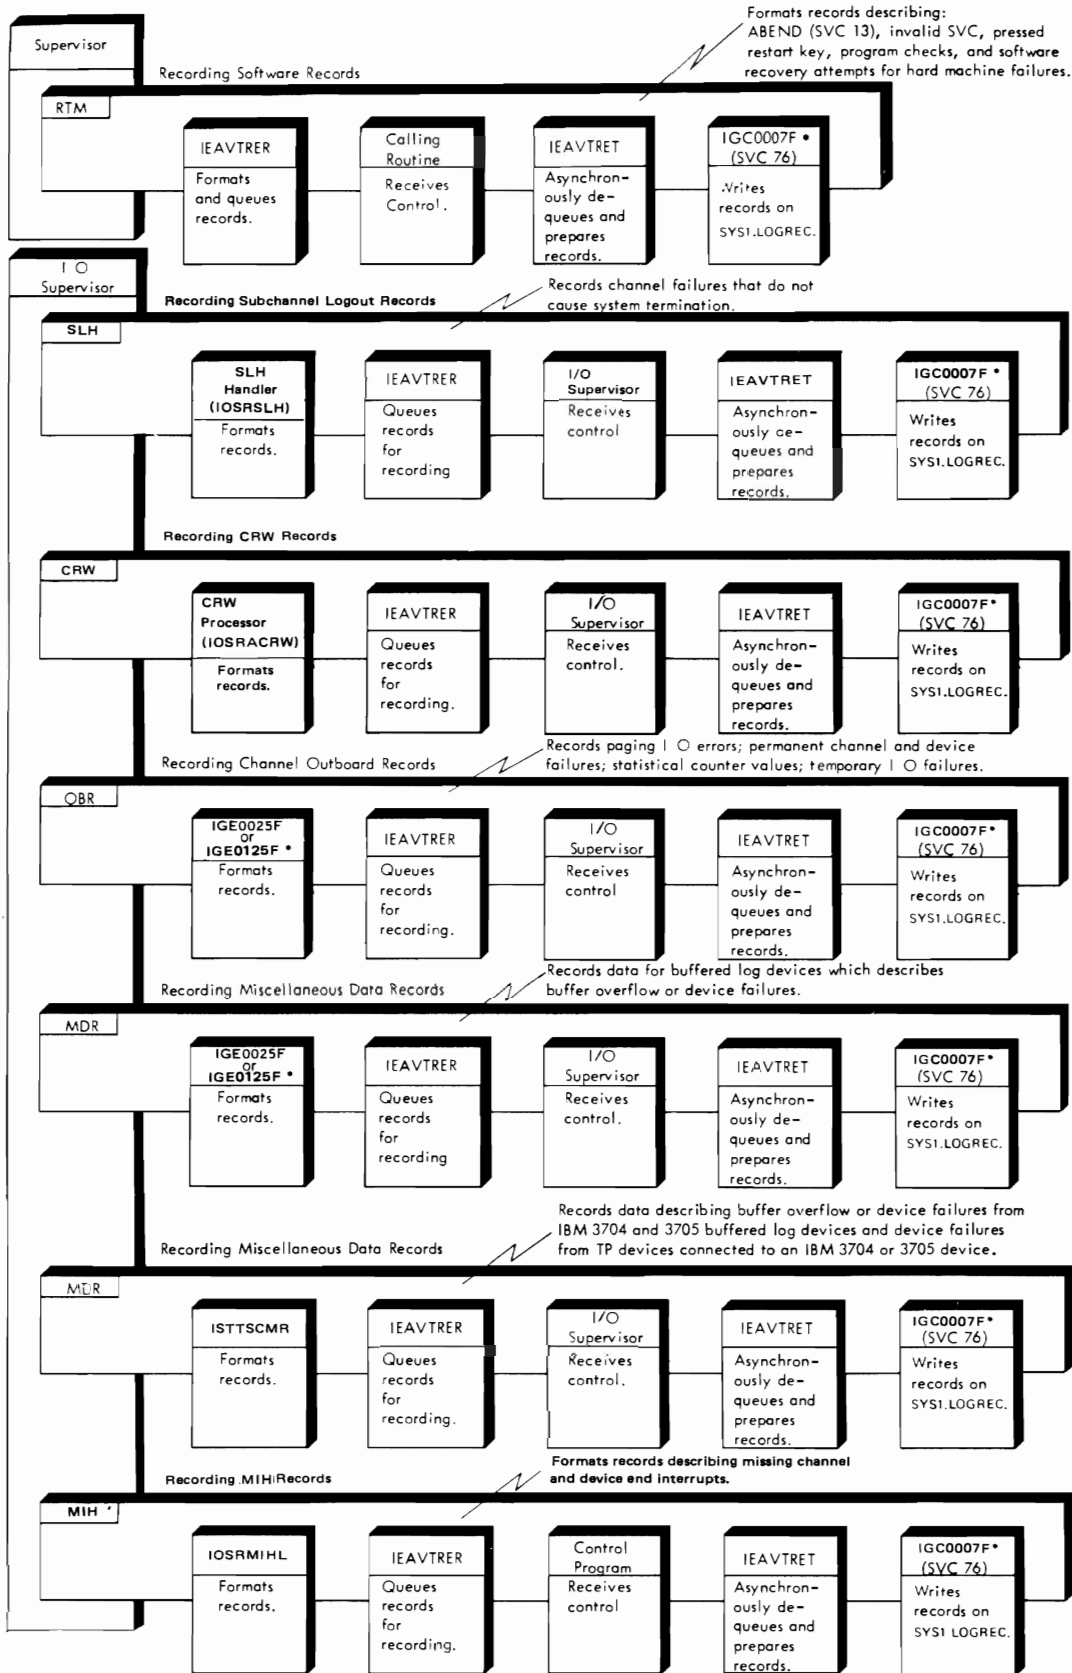 Formats records describing:
ABEND (SVC 13), invalid SVC, pressed
restart key, program checks, and software
recovery attempts for hard machine failures.
Supervisor
Recording Software Records
RTM
IEAVTRER
Formats
and queues
records.
Calling
Routine
Receives
Control.
IEAVTRET
Asynchron-
ously de-
queues and
prepares
records.
IGC0007F *
(SVC 76)
Writes
records on
SYS1.LOGREC.
I O
Supervisor
Recording Subchannel Logout Records
Records channel failures that do not
cause system termination.
SLH
SLH
Handler
(IOSRSLH)
Formats
records.
IEAVTRER
Queues
records
for
recording
I/O
Supervisor
Receives
control
IEAVTRET
Asynchron-
ously de-
queues and
prepares
records.
IGC0007F *
(SVC 76)
Writes
records on
SYS1.LOGREC.
Recording CRW Records
CRW
CRW
Processor
(IOSRACRW)
Formats
records.
IEAVTRER
Queues
records
for
recording.
I/O
Supervisor
Receives
control.
IEAVTRET
Asynchron-
ously de-
queues and
prepares
records.
IGC0007F*
(SVC 76)
Writes
records on
SYS1.LOGREC.
Recording Channel Outboard Records
Records paging I O errors; permanent channel and device
failures; statistical counter values; temporary I O failures.
OBR
IGE0025F
or
IGE0125F *
Formats
records.
IEAVTRER
Queues
records
for
recording.
I/O
Supervisor
Receives
control
IEAVTRET
Asynchron-
ously de-
queues and
prepares
records.
IGC0007F*
(SVC 76)
Writes
records on
SYS1.LOGREC.
Recording Miscellaneous Data Records
Records data for buffered log devices which describes
buffer overflow or device failures.
MDR
IGE0025F
or
IGE0125F *
Formats
records.
IEAVTRER
Queues
records
for
recording
I/O
Supervisor
Receives
control.
IEAVTRET
Asynchron-
ously de-
queues and
prepares
records.
IGC0007F*
(SVC 76)
Writes
records on
SYS1.LOGREC.
Recording Miscellaneous Data Records
Records data describing buffer overflow or device failures from
IBM 3704 and 3705 buffered log devices and device failures
from TP devices connected to an IBM 3704 or 3705 device.
MDR
ISTTSCMR
Formats
records.
IEAVTRER
Queues
records
for
recording.
I/O
Supervisor
Receives
control.
IEAVTRET
Asynchron-
ously de-
queues and
prepares
records.
IGC0007F*
(SVC 76)
Writes
records on
SYS1.LOGREC.
Recording MIH Records
Formats records describing missing channel
and device end interrupts.
MIH
IOSRMIHL
Formats
records.
IEAVTRER
Queues
records
for
recording.
Control
Program
Receives
control
IEAVTRET
Asynchron-
ously de-
queues and
prepares
records.
IGC0007F*
(SVC 76)
Writes
records on
SYS1 LOGREC.